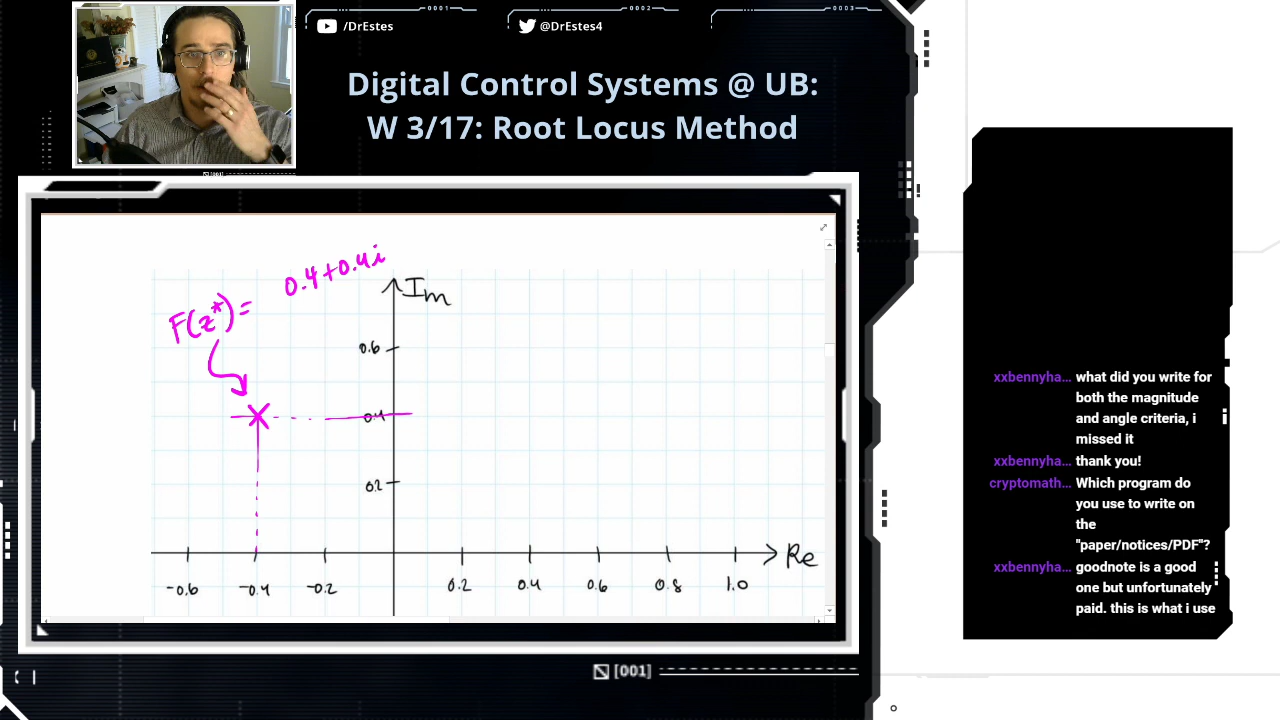 0001
0002
0003
/DrEstes
@DrEstes4
Digital Control Systems @ UB:
W 3/17: Root Locus Method
[001]
0.4+0.4i
F(z*)=
Im
0.6
0.4
0.2
Re
-0.6
-0.4
-0.2
0.2
0.4
0.6
0.8
1.0
xxbennyha... what did you write for
both the magnitude
and angle criteria, i
missed it
xxbennyha... thank you!
cryptomath... Which program do
you use to write on
the
"paper/notices/PDF"?
xxbennyha... goodnote is a good
one but unfortunately
paid. this is what i use
[001]